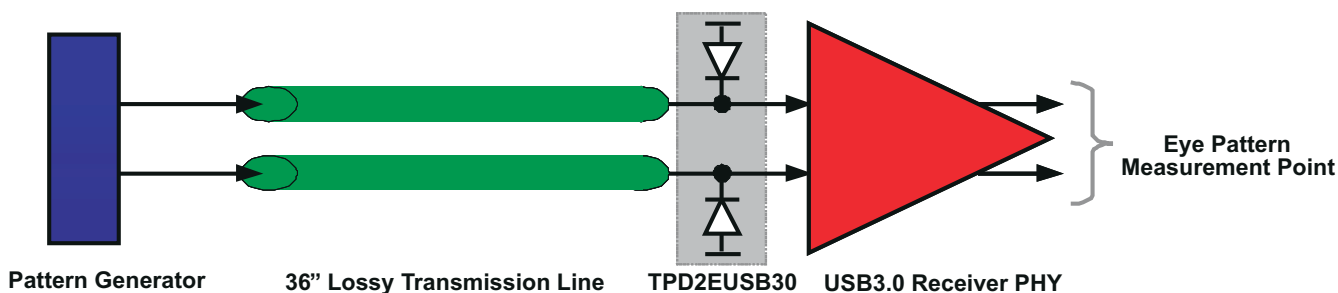 Eye Pattern
Measurement Point
Pattern Generator
36” Lossy Transmission Line
TPD2EUSB30
USB3.0 Receiver PHY